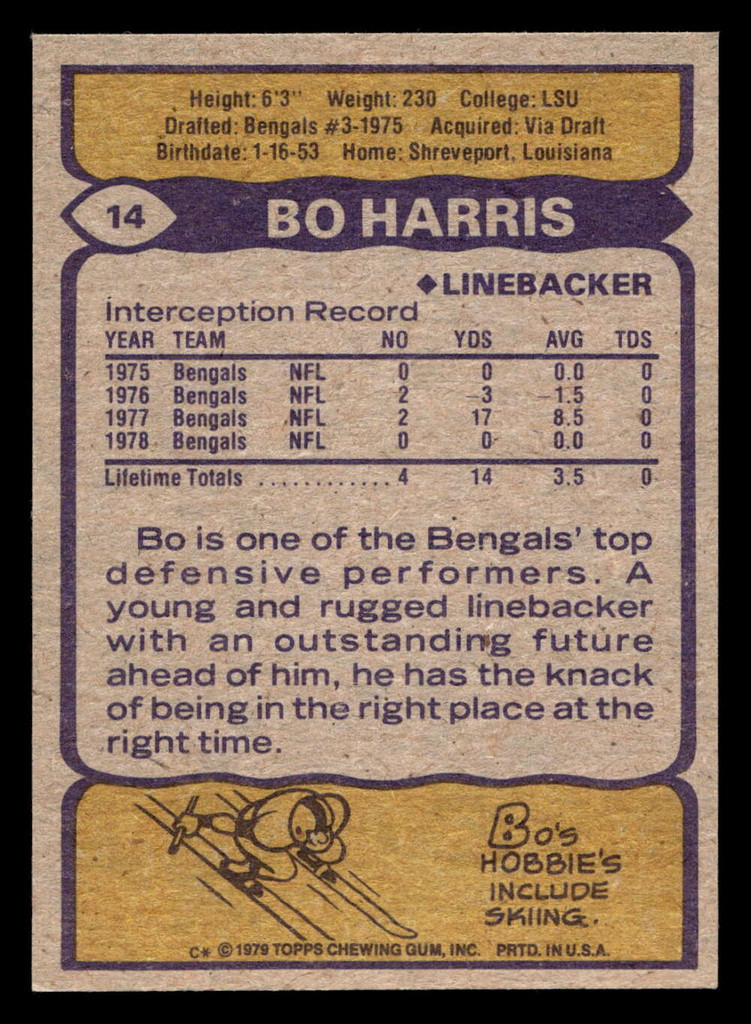 Height: 6'3" Weight: 230 College: LSU
Drafted: Bengals #3-1975 Acquired: Via Draft
Birthdate: 1-16-53 Home: Shreveport, Louisiana
14 BO HARRIS
◆LINEBACKER
Interception Record
YEAR TEAM NO YDS AVG TDS
1975 Bengals NFL 0 0 0.0 0
1976 Bengals NFL 2 -3 -1.5 0
1977 Bengals NFL 2 17 8.5 0
1978 Bengals NFL 0 0 0.0 0
Lifetime Totals ............ 4 14 3.5 0
Bo is one of the Bengals' top
defensive performers. A
young and rugged linebacker
with an outstanding future
ahead of him, he has the knack
of being in the right place at the
right time.
Bo's
HOBBIE'S
INCLUDE
SKIING.
C* © 1979 TOPPS CHEWING GUM, INC. PRTD. IN U.S.A.